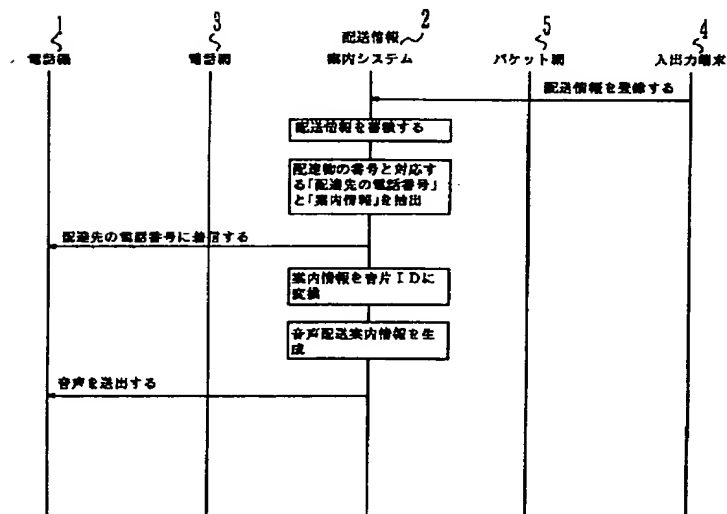 1
3
配送情報
2
5
4
電話機
電話網
案内システム
パケット網
入出力端末
配送情報を登録する
配送情報を蓄積する
配達物の番号と対応す
る「配達先の電話番号」
と「案内情報」を抽出
配達先の電話番号に着信する
案内情報を音片IDに
変換
音声配送案内情報を生
成
音声を送出する